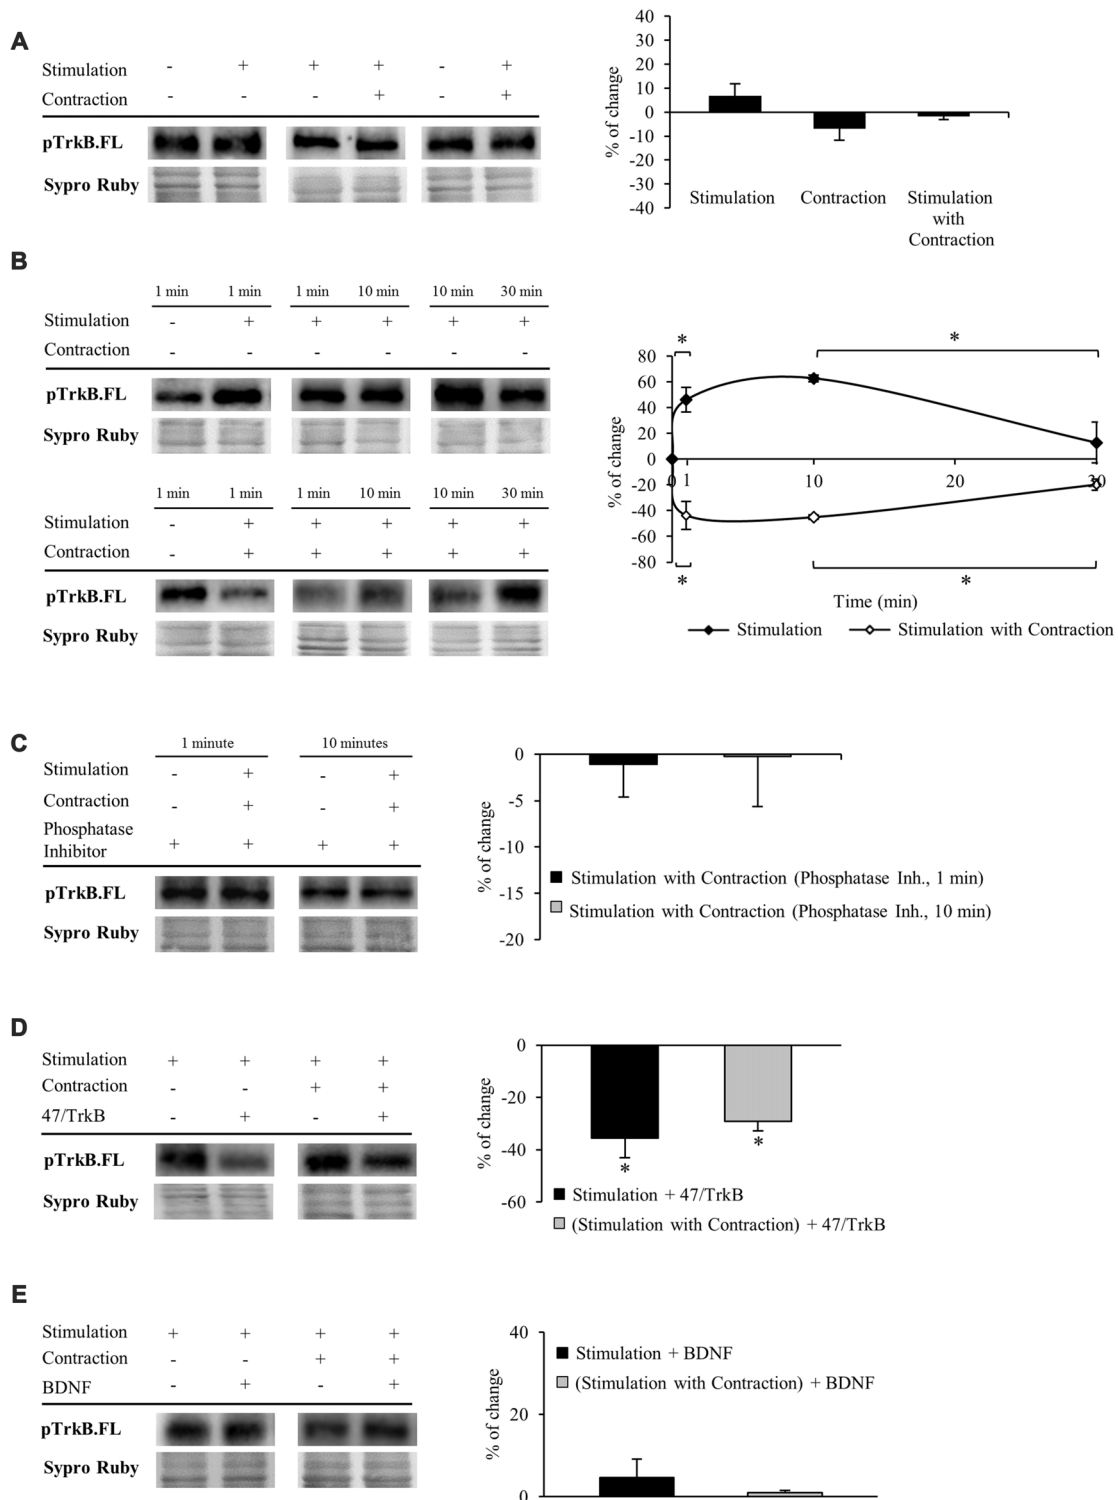 A
Stimulation - + + + - +
Contraction - - - + - +
pTrkB.FL
Sypro Ruby
% of change
40
30
20
10
0
-10
-20
-30
-40
Stimulation
Contraction
Stimulation
with
Contraction
B
1 min 1 min 1 min 10 min 10 min 30 min
Stimulation - + + + + +
Contraction - - - - - -
pTrkB.FL
Sypro Ruby
1 min 1 min 1 min 10 min 10 min 30 min
Stimulation - + + + + +
Contraction - + + + + +
pTrkB.FL
Sypro Ruby
% of change
* *
80
60
40
20
0
-20
-40
-60
-80
0 1 10 20 30
* *
Time (min)
Stimulation Stimulation with Contraction
C
1 minute 10 minutes
Stimulation - + - +
Contraction - + - +
Phosphatase
Inhibitor + + + +
pTrkB.FL
Sypro Ruby
% of change
0
-5
-10
-15
-20
Stimulation with Contraction (Phosphatase Inh., 1 min)
Stimulation with Contraction (Phosphatase Inh., 10 min)
D
Stimulation + + + +
Contraction - - + +
47/TrkB - + - +
pTrkB.FL
Sypro Ruby
% of change
0
-20
-40
-60
* *
Stimulation + 47/TrkB
(Stimulation with Contraction) + 47/TrkB
E
Stimulation + + + +
Contraction - - + +
BDNF - + - +
pTrkB.FL
Sypro Ruby
% of change
40
20
0
Stimulation + BDNF
(Stimulation with Contraction) + BDNF